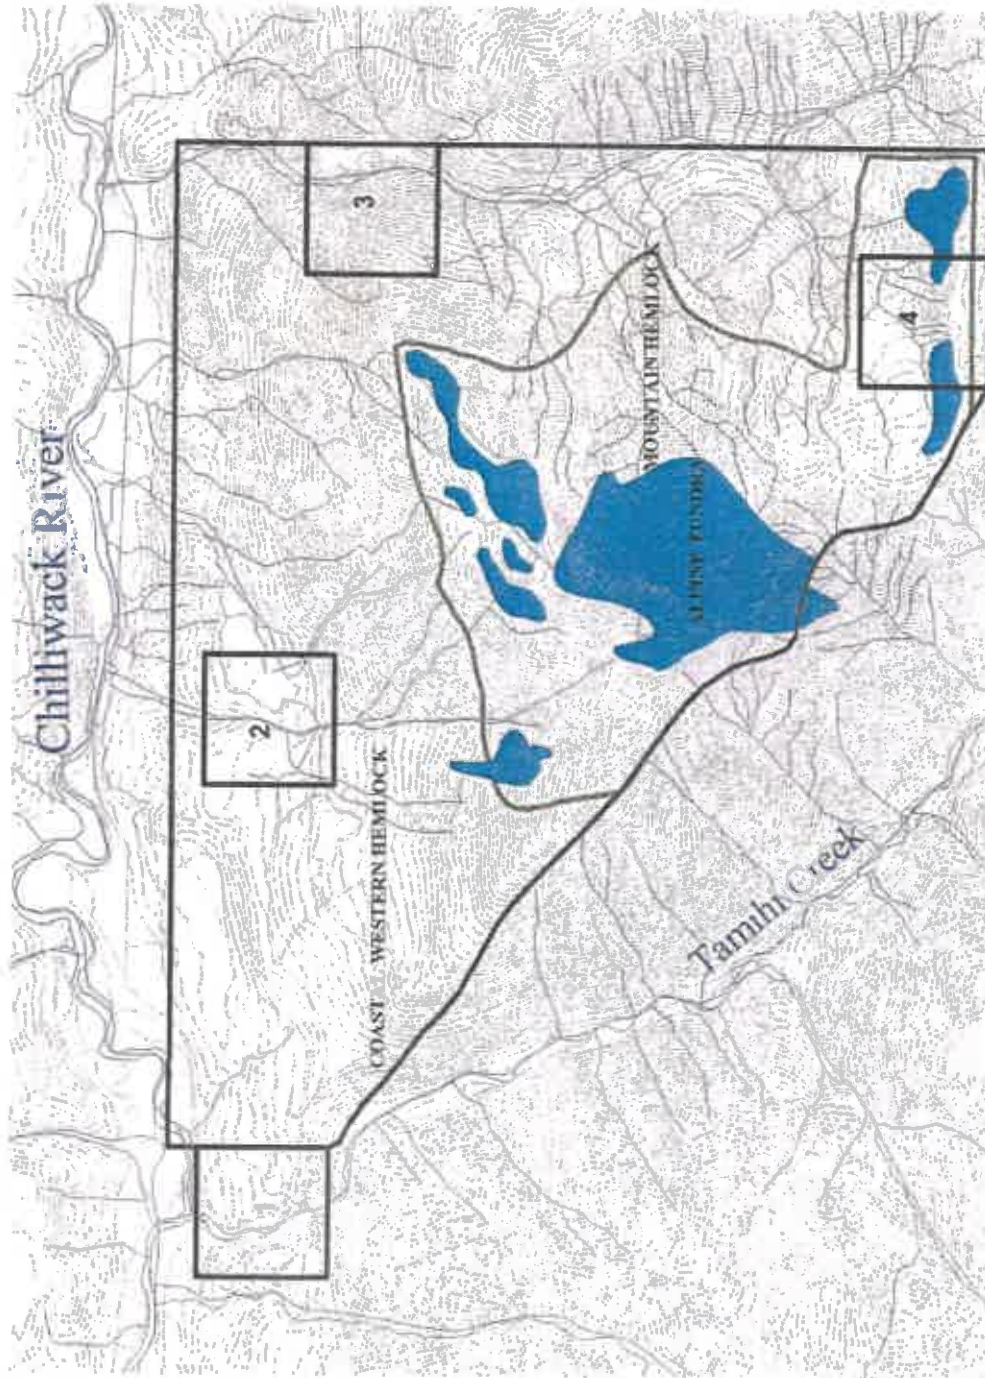 Chilliwack River
3
2
4
MOUNTAIN HEMLOCK
ALPINE TUNDRA
COAST WESTERN HEMLOCK
Tamihi Creek